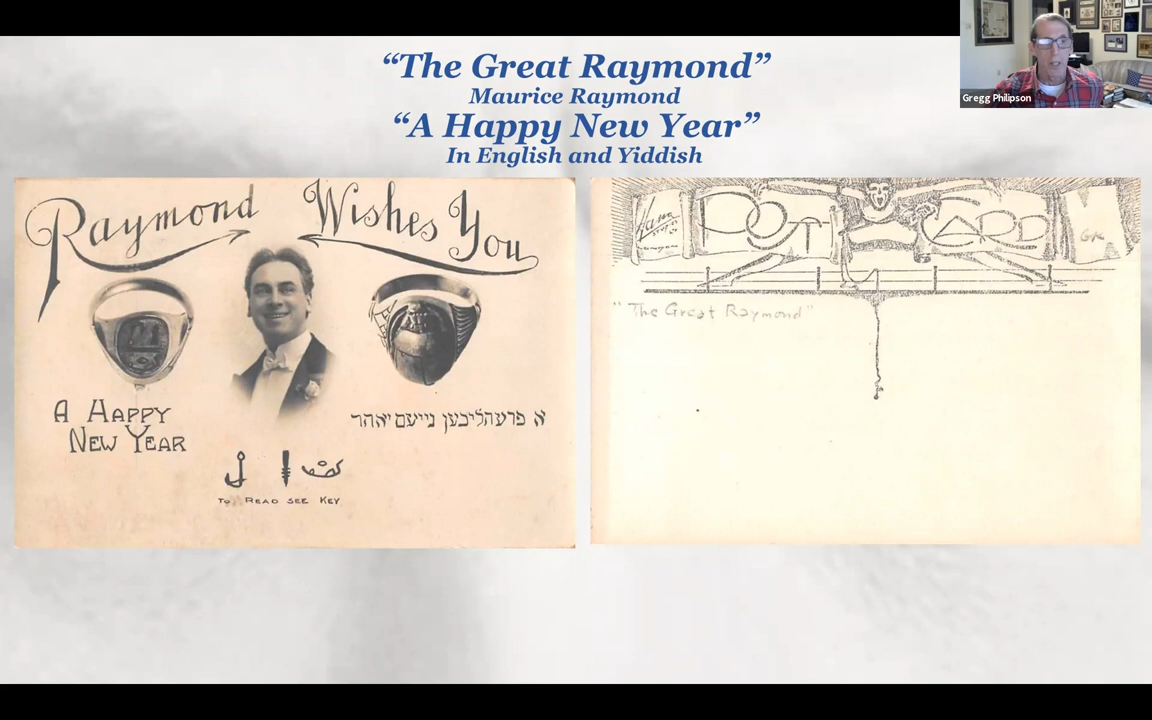 “The Great Raymond”
Maurice Raymond
“A Happy New Year”
In English and Yiddish
Gregg Philipson
Raymond Wishes You
A HAPPY
NEW YEAR
א פרעהליכען נייעם יאהר
TO READ SEE KEY
POST CARD
GK
"The Great Raymond"